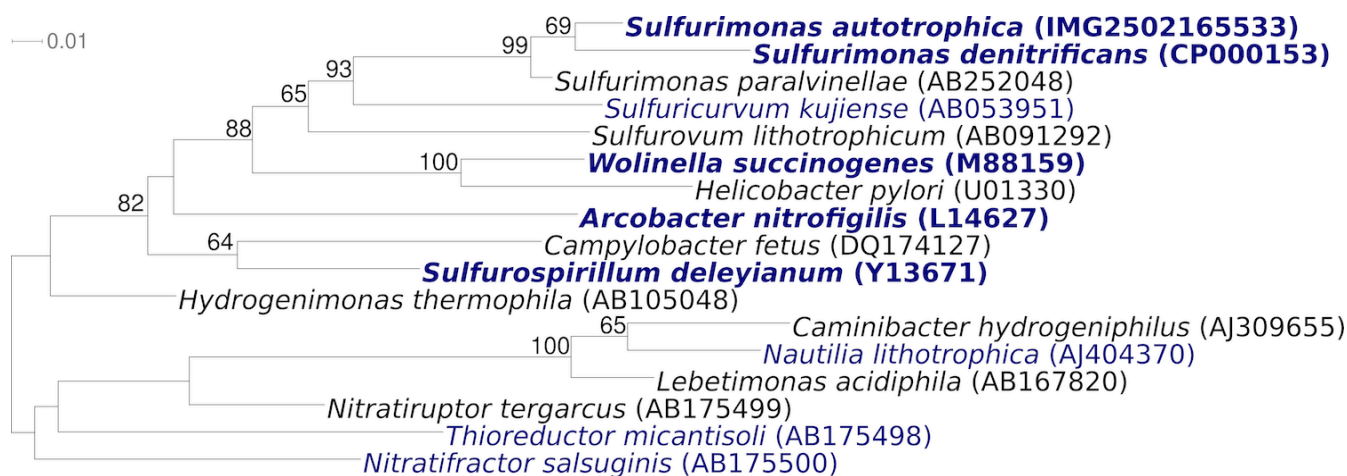 0.01
69
Sulfurimonas autotrophica (IMG2502165533)
99
Sulfurimonas denitrificans (CP000153)
93
Sulfurimonas paralvinellae (AB252048)
65
Sulfuricurvum kujiense (AB053951)
88
Sulfurovum lithotrophicum (AB091292)
100
Wolinella succinogenes (M88159)
Helicobacter pylori (U01330)
82
Arcobacter nitrofigilis (L14627)
64
Campylobacter fetus (DQ174127)
Sulfurospirillum deleyianum (Y13671)
Hydrogenimonas thermophila (AB105048)
65
Caminibacter hydrogeniphilus (AJ309655)
100
Nautilia lithotrophica (AJ404370)
Lebetimonas acidiphila (AB167820)
Nitratiruptor tergarcus (AB175499)
Thioreductor micantisoli (AB175498)
Nitratifractor salsuginis (AB175500)